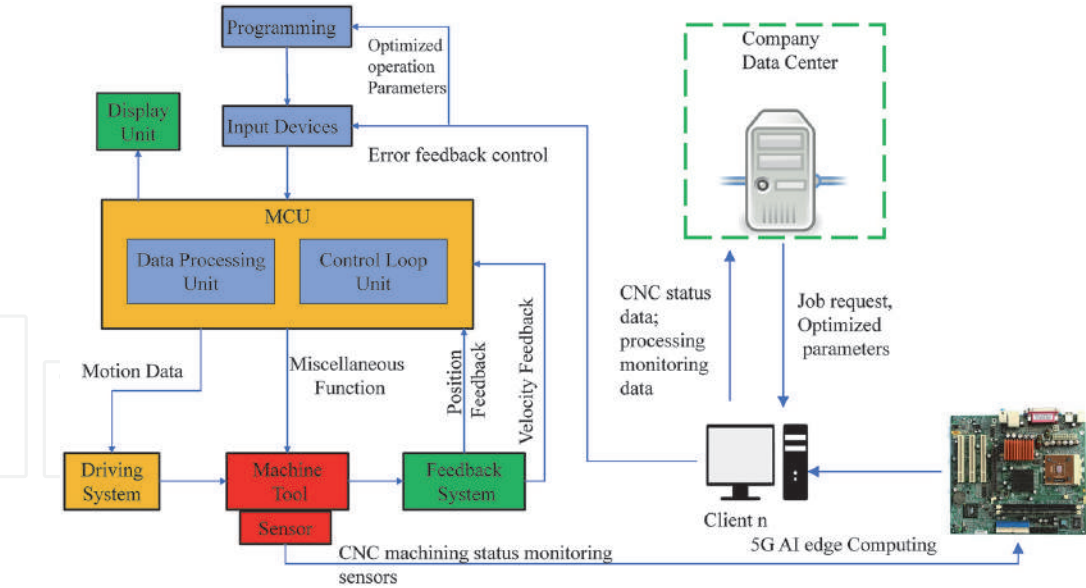 Programming
Optimized
operation
Parameters
Company
Data Center
Display
Unit
Input Devices
Error feedback control
MCU
Data Processing
Unit
Control Loop
Unit
CNC status
data;
processing
monitoring
data
Job request,
Optimized
parameters
Motion Data
Miscellaneous
Function
Position
Feedback
Velocity Feedback
Driving
System
Machine
Tool
Feedback
System
Sensor
Client n
5G AI edge Computing
CNC machining status monitoring
sensors